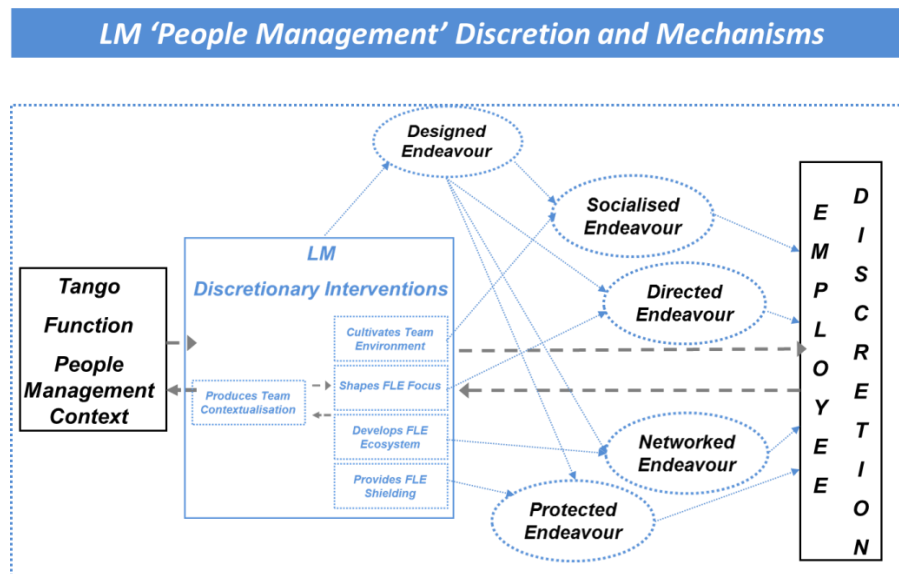 LM ‘People Management’ Discretion and Mechanisms
Designed
Endeavour
Socialised
Endeavour
Directed
Endeavour
Networked
Endeavour
Protected
Endeavour
Tango
Function
People
Management
Context
LM
Discretionary Interventions
Cultivates Team
Environment
Shapes FLE Focus
Produces Team
Contextualisation
Develops FLE
Ecosystem
Provides FLE
Shielding
EMPLOYEE
DISCRETION